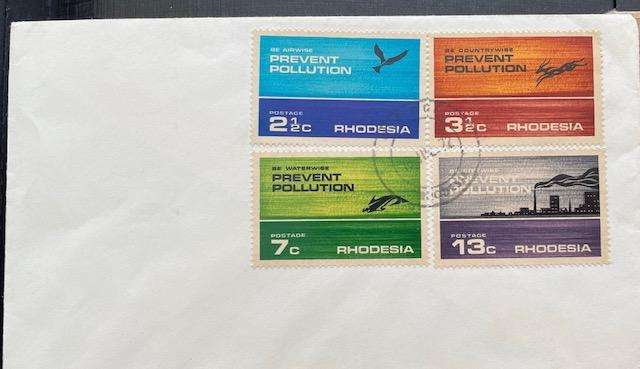 BE AIRWISE
PREVENT
POLLUTION
POSTAGE
2½c RHODESIA
BE COUNTRYWISE
PREVENT
POLLUTION
POSTAGE
3½c
BE WATERWISE
PREVENT
POLLUTION
POSTAGE
7c RHODESIA
PREVENT
POLLUTION
POSTAGE
13c RHODESIA